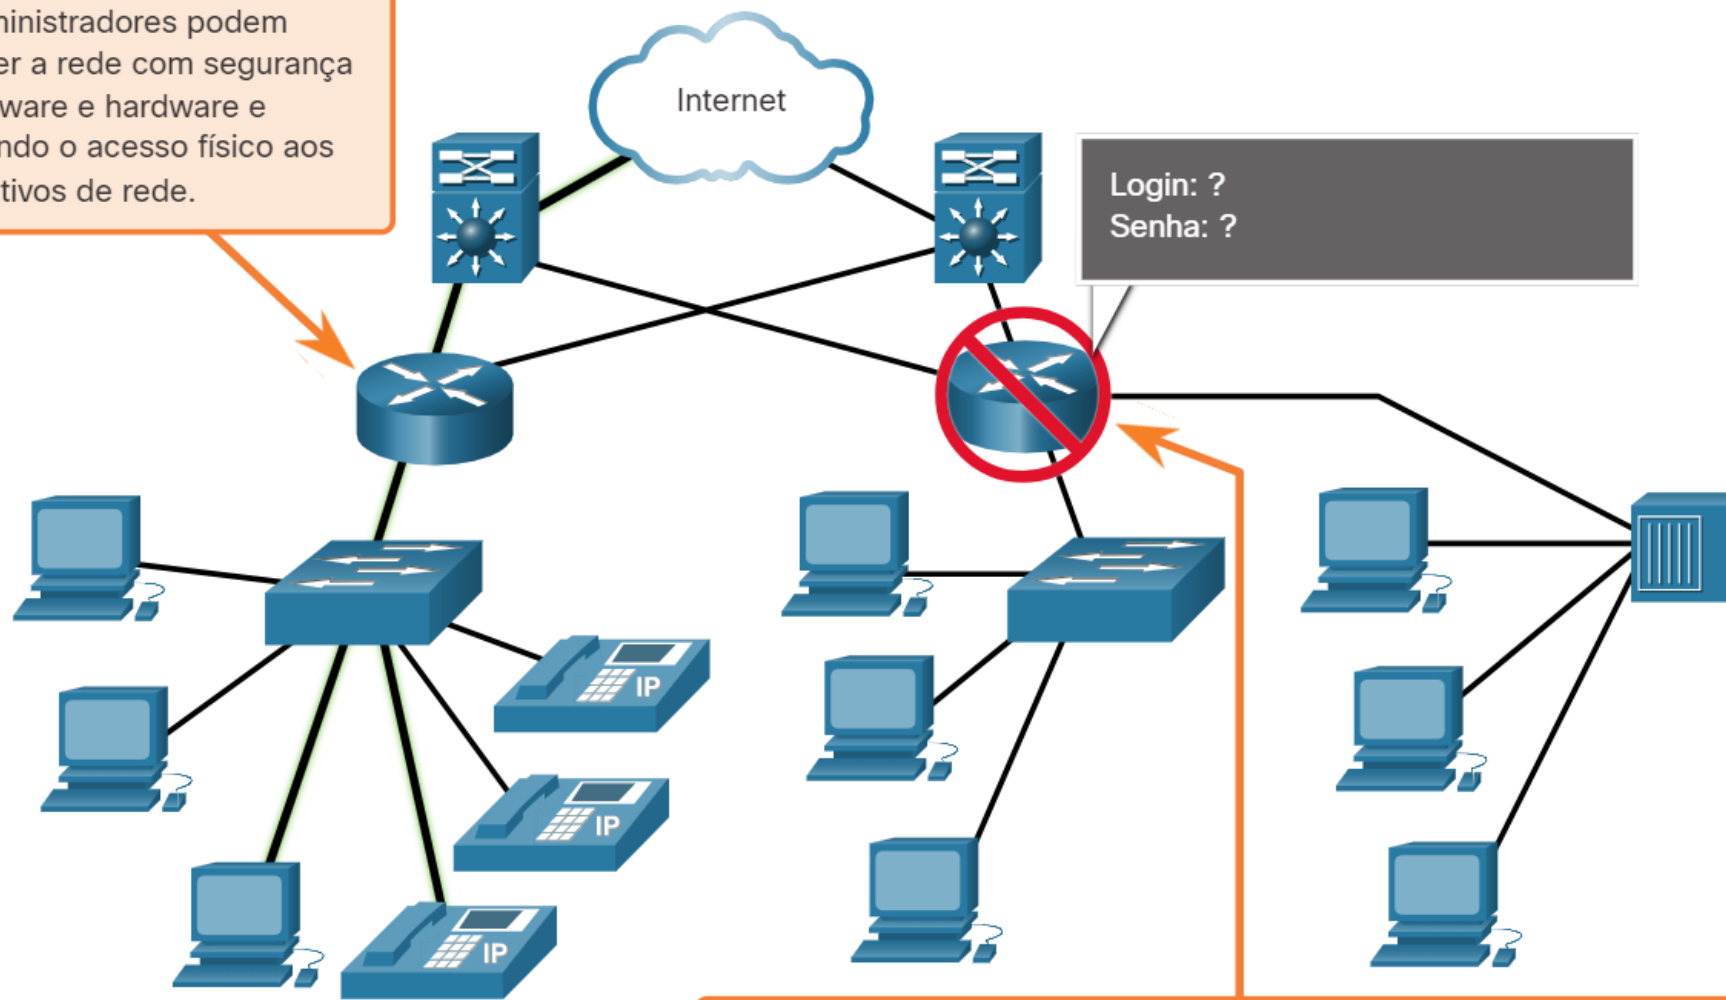 ministradores podem
er a rede com segurança
ware e hardware e
ndo o acesso físico aos
tivos de rede.
Internet
Login: ?
Senha: ?
IP
IP
IP